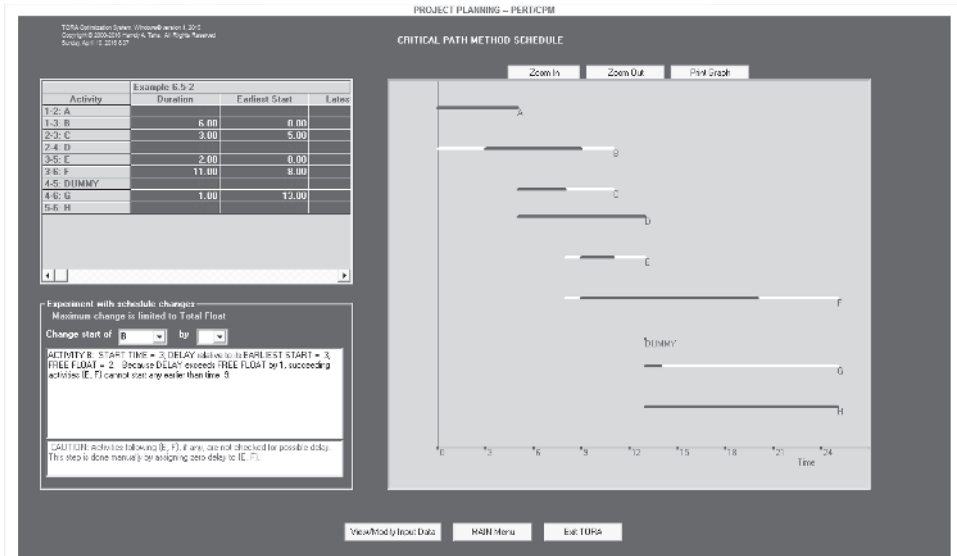 PROJECT PLANNING -- PERT/CPM
TORA Optimization System, Windows® version 1, 2015
Copyright © 2000-2015 Hamdy A. Taha. All Rights Reserved
Sunday, April 12, 2015 8:37
CRITICAL PATH METHOD SCHEDULE
Zoom In Zoom Out Print Graph
Example 6.5-2
Activity Duration Earliest Start Lates
1-2: A
1-3: B 6.00 0.00
2-3: C 3.00 5.00
2-4: D
3-5: E 2.00 8.00
3-6: F 11.00 8.00
4-5: DUMMY
4-6: G 1.00 13.00
5-6: H
A
B
C
D
E
F
DUMMY
G
H
0 3 6 9 12 15 18 21 24
Time
Experiment with schedule changes
Maximum change is limited to Total Float
Change start of B by
ACTIVITY B: START TIME = 3, DELAY relative to its EARLIEST START = 3,
FREE FLOAT = 2. Because DELAY exceeds FREE FLOAT by 1, succeeding
activities {E, F} cannot start any earlier than time 9.
CAUTION: Activities following {E, F}, if any, are not checked for possible delay.
This step is done manually by assigning zero delay to {E, F}.
View/Modify Input Data MAIN Menu Exit TORA